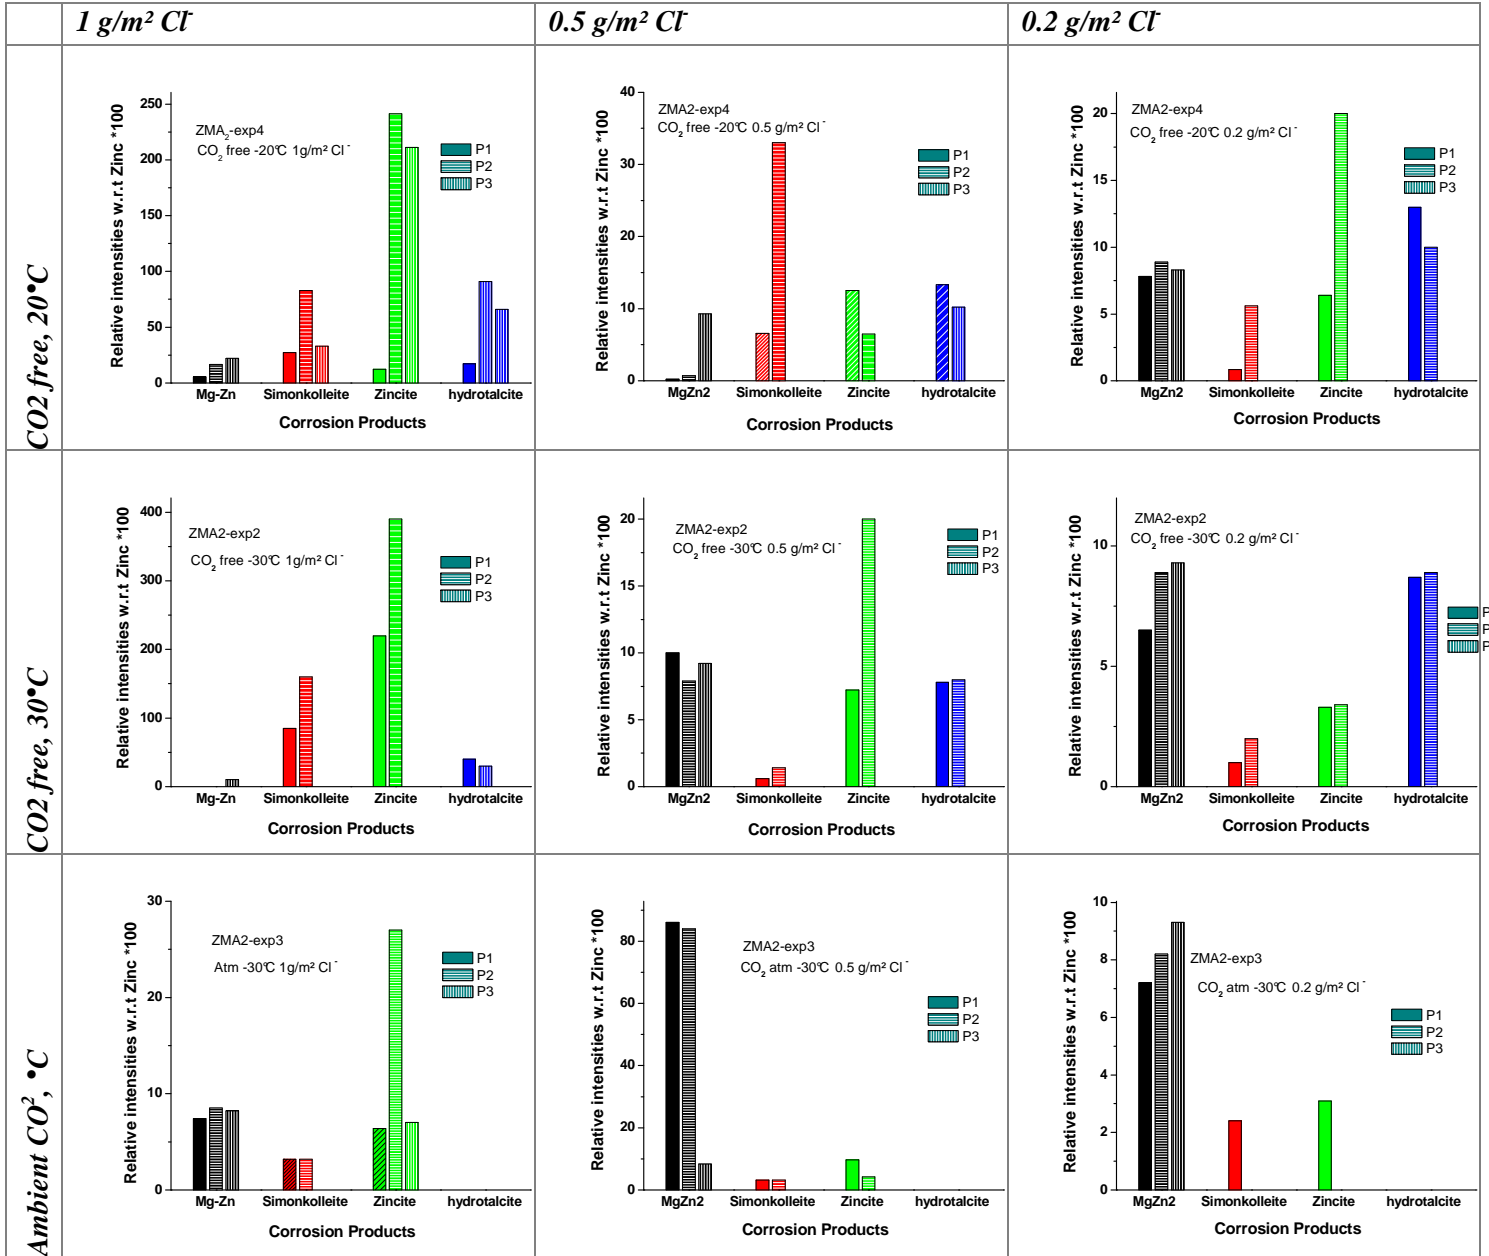 1 g/m² Cl⁻
0.5 g/m² Cl⁻
0.2 g/m² Cl⁻
CO2 free, 20°C
Relative intensities w.r.t Zinc *100
250
200
150
100
50
0
ZMA₂-exp4
CO₂ free -20°C 1g/m² Cl⁻
P1
P2
P3
Mg-Zn Simonkolleite Zincite hydrotalcite
Corrosion Products
Relative intensities w.r.t Zinc *100
40
30
20
10
0
ZMA2-exp4
CO₂ free -20°C 0.5 g/m² Cl⁻
P1
P2
P3
MgZn2 Simonkolleite Zincite hydrotalcite
Corrosion Products
Relative intensities w.r.t Zinc *100
20
15
10
5
0
ZMA2-exp4
CO₂ free -20°C 0.2 g/m² Cl⁻
P1
P2
P3
MgZn2 Simonkolleite Zincite hydrotalcite
Corrosion Products
CO2 free, 30°C
Relative intensities w.r.t Zinc *100
400
300
200
100
0
ZMA2-exp2
CO₂ free -30°C 1g/m² Cl⁻
P1
P2
P3
Mg-Zn Simonkolleite Zincite hydrotalcite
Corrosion Products
Relative intensities w.r.t Zinc *100
20
15
10
5
0
ZMA2-exp2
CO₂ free -30°C 0.5 g/m² Cl⁻
P1
P2
P3
MgZn2 Simonkolleite Zincite hydrotalcite
Corrosion Products
Relative intensities w.r.t Zinc *100
10
5
0
ZMA2-exp2
CO₂ free -30°C 0.2 g/m² Cl⁻
P
P
P
MgZn2 Simonkolleite Zincite hydrotalcite
Corrosion Products
Ambient CO², °C
Relative intensities w.r.t Zinc *100
30
20
10
0
ZMA2-exp3
Atm -30°C 1g/m² Cl⁻
P1
P2
P3
Mg-Zn Simonkolleite Zincite hydrotalcite
Corrosion Products
Relative intensities w.r.t Zinc *100
80
60
40
20
0
ZMA2-exp3
CO₂ atm -30°C 0.5 g/m² Cl⁻
P1
P2
P3
MgZn2 Simonkolleite Zincite hydrotalcite
Corrosion Products
Relative intensities w.r.t Zinc *100
10
8
6
4
2
0
ZMA2-exp3
CO₂ atm -30°C 0.2 g/m² Cl⁻
P1
P2
P3
MgZn2 Simonkolleite Zincite hydrotalcite
Corrosion Products